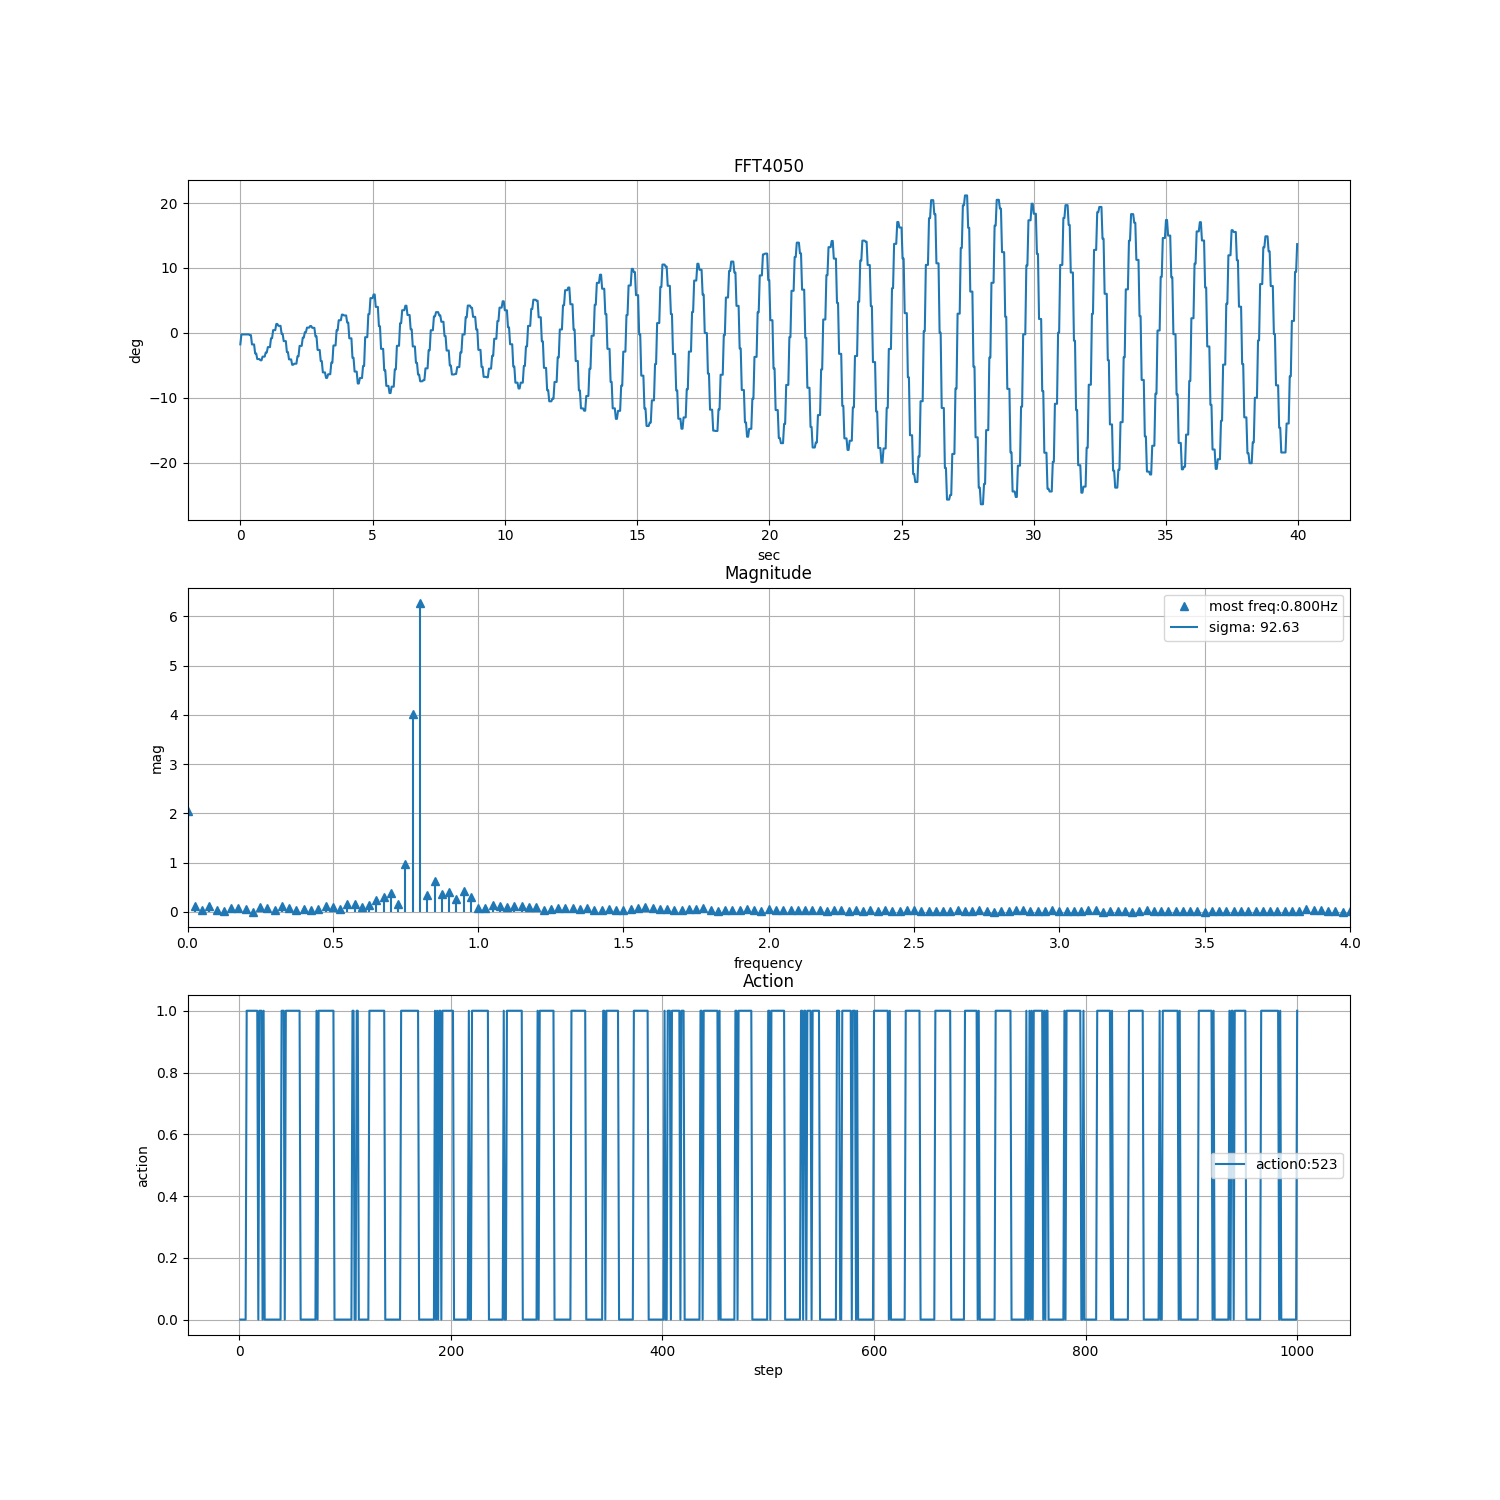 FFT4050
20
10
0
−10
−20
deg
0 5 10 15 20 25 30 35 40
sec
Magnitude
6
5
4
3
2
1
0
mag
most freq:0.800Hz
sigma: 92.63
0.0 0.5 1.0 1.5 2.0 2.5 3.0 3.5 4.0
frequency
Action
1.0
0.8
0.6
0.4
0.2
0.0
action
action0:523
0 200 400 600 800 1000
step